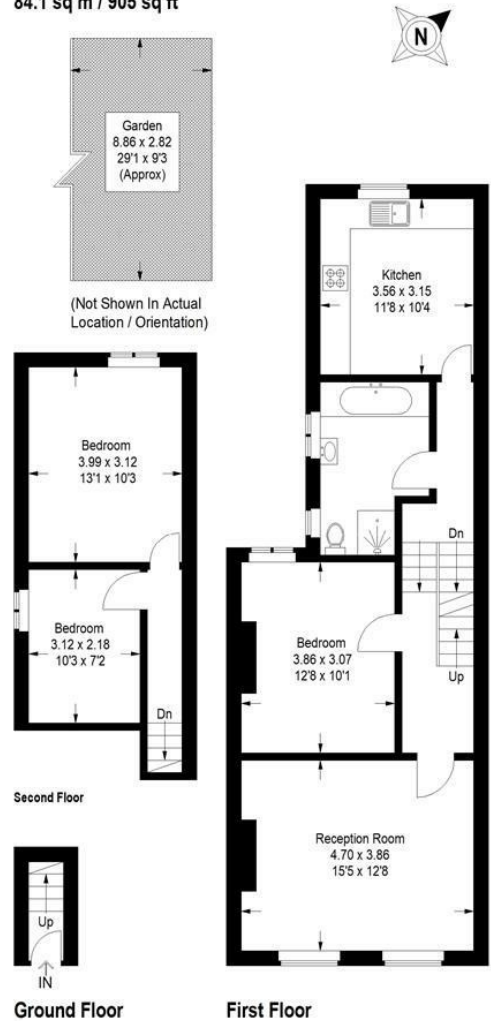 84.1 sq m / 905 sq ft
N
Garden
8.86 x 2.82
29'1 x 9'3
(Approx)
(Not Shown In Actual
Location / Orientation)
Kitchen
3.56 x 3.15
11'8 x 10'4
Bedroom
3.99 x 3.12
13'1 x 10'3
Bedroom
3.12 x 2.18
10'3 x 7'2
Dn
Second Floor
Dn
Up
Bedroom
3.86 x 3.07
12'8 x 10'1
Reception Room
4.70 x 3.86
15'5 x 12'8
Up
IN
Ground Floor
First Floor